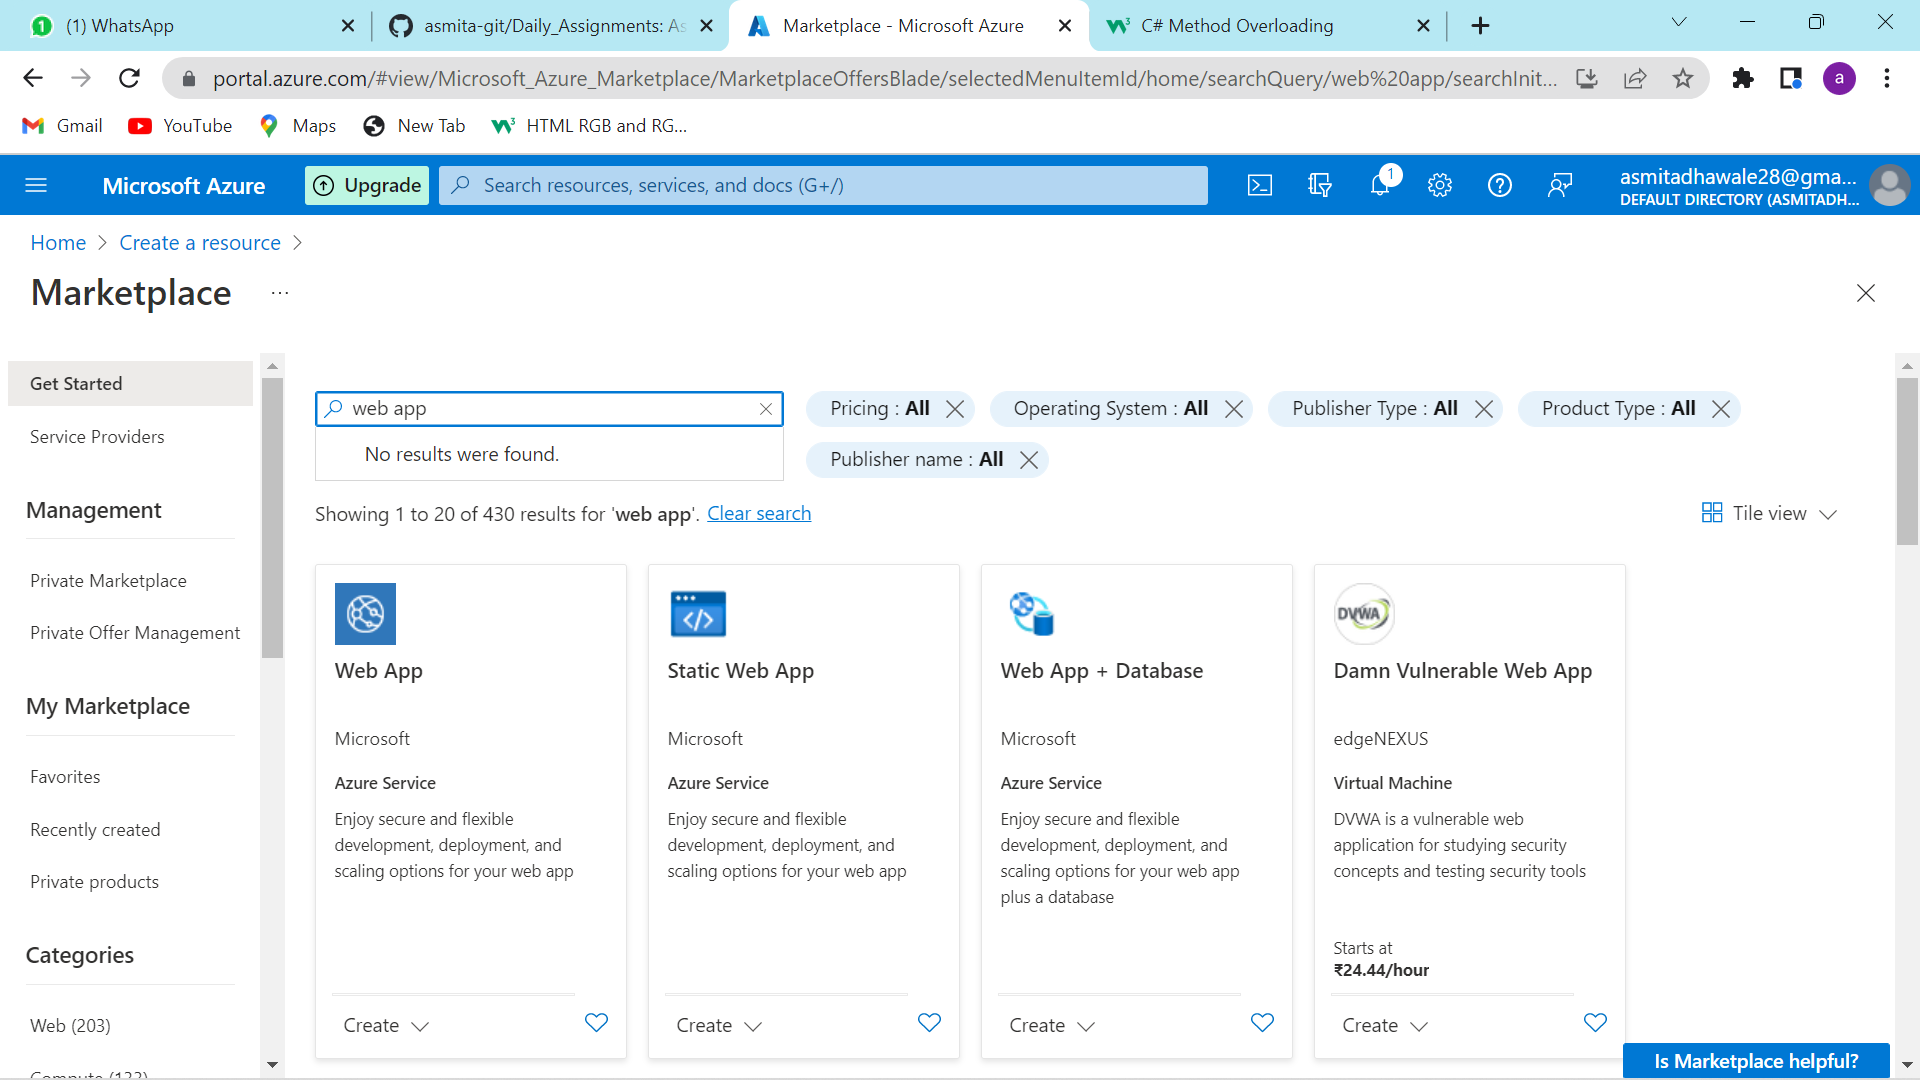 (1) WhatsApp
asmita-git/Daily_Assignments: As
Marketplace - Microsoft Azure
C# Method Overloading
portal.azure.com/#view/Microsoft_Azure_Marketplace/MarketplaceOffersBlade/selectedMenuItemId/home/searchQuery/web%20app/searchInit...
a
Gmail
YouTube
Maps
New Tab
HTML RGB and RG...
Microsoft Azure
Upgrade
Search resources, services, and docs (G+/)
1
asmitadhawale28@gma...
DEFAULT DIRECTORY (ASMITADH...
Home > Create a resource >
Marketplace ...
Get Started
Service Providers
Management
Private Marketplace
Private Offer Management
My Marketplace
Favorites
Recently created
Private products
Categories
Web (203)
Compute (133)
web app
No results were found.
Pricing : All
Operating System : All
Publisher Type : All
Product Type : All
Publisher name : All
Showing 1 to 20 of 430 results for 'web app'. Clear search
Tile view
Web App
Microsoft
Azure Service
Enjoy secure and flexible
development, deployment, and
scaling options for your web app
Create
Static Web App
Microsoft
Azure Service
Enjoy secure and flexible
development, deployment, and
scaling options for your web app
Create
Web App + Database
Microsoft
Azure Service
Enjoy secure and flexible
development, deployment, and
scaling options for your web app
plus a database
Create
DVWA
Damn Vulnerable Web App
edgeNEXUS
Virtual Machine
DVWA is a vulnerable web
application for studying security
concepts and testing security tools
Starts at
₹24.44/hour
Create
Is Marketplace helpful?